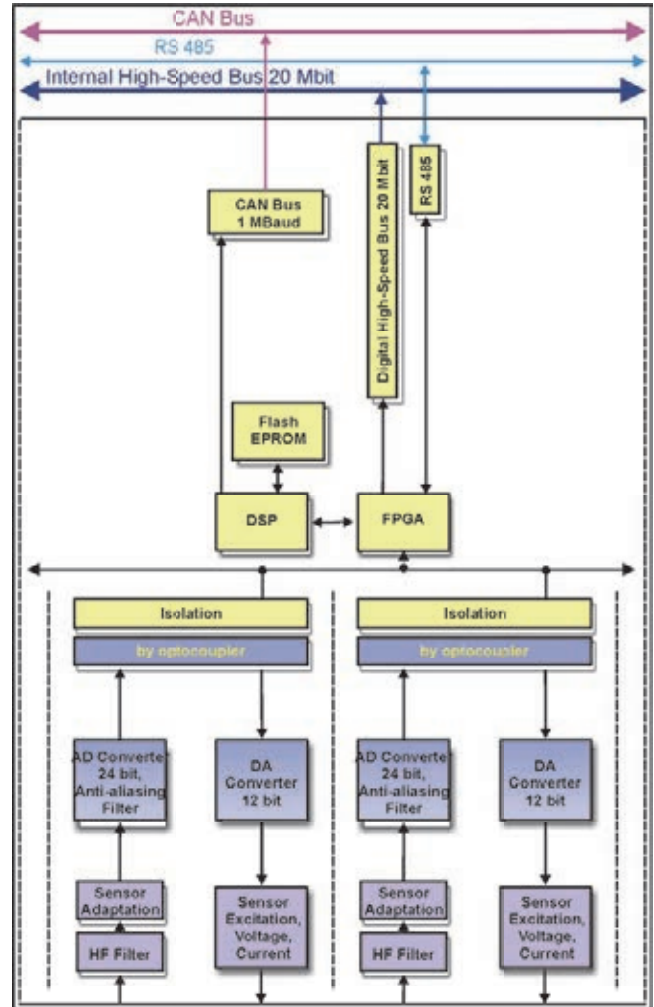 CAN Bus
RS 485
Internal High-Speed Bus 20 Mbit
CAN Bus
1 MBaud
Digital High-Speed Bus 20 Mbit
RS 485
Flash
EPROM
DSP
FPGA
Isolation
by optocoupler
Isolation
by optocoupler
AD Converter
24 bit,
Anti-aliasing
Filter
DA
Converter
12 bit
AD Converter
24 bit,
Anti-aliasing
Filter
DA
Converter
12 bit
Sensor
Adaptation
HF Filter
Sensor
Excitation,
Voltage,
Current
Sensor
Adaptation
HF Filter
Sensor
Excitation,
Voltage,
Current